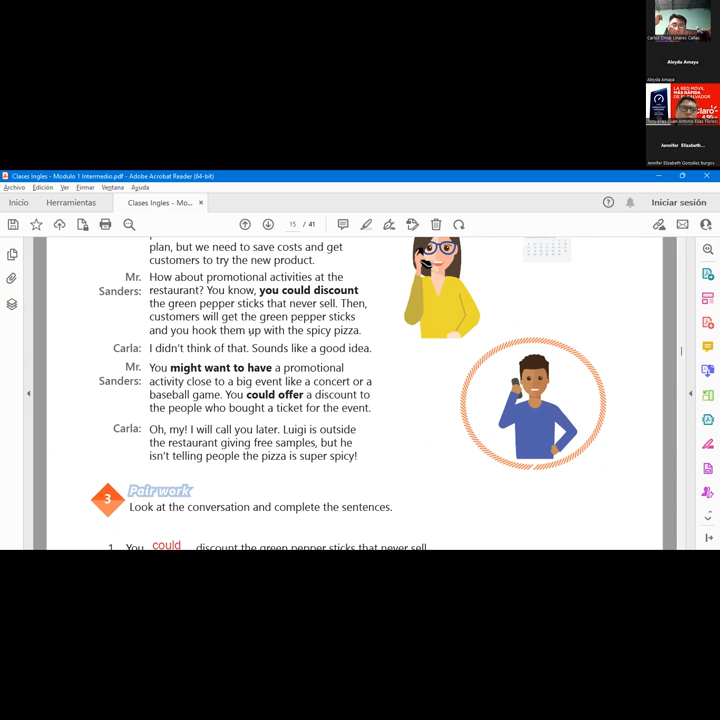 Carlos Omar Linares Cañas
Aleyda Amaya
Aleyda Amaya
LA RED MÓVIL
MÁS RÁPIDA
DE EL SALVADOR
Claro
Jennifer Elizabeth...
Jennifer Elizabeth González Burgos
Clases Ingles - Modulo 1 Intermedio.pdf - Adobe Acrobat Reader (64-bit)
Archivo Edición Ver Firmar Ventana Ayuda
Inicio Herramientas Clases Ingles - Mo... × Iniciar sesión
15 / 41
plan, but we need to save costs and get
customers to try the new product.
Mr. Sanders: How about promotional activities at the
restaurant? You know, you could discount
the green pepper sticks that never sell. Then,
customers will get the green pepper sticks
and you hook them up with the spicy pizza.
Carla: I didn't think of that. Sounds like a good idea.
Mr. Sanders: You might want to have a promotional
activity close to a big event like a concert or a
baseball game. You could offer a discount to
the people who bought a ticket for the event.
Carla: Oh, my! I will call you later. Luigi is outside
the restaurant giving free samples, but he
isn't telling people the pizza is super spicy!
3 Pair work
Look at the conversation and complete the sentences.
1. You could discount the green pepper sticks that never sell